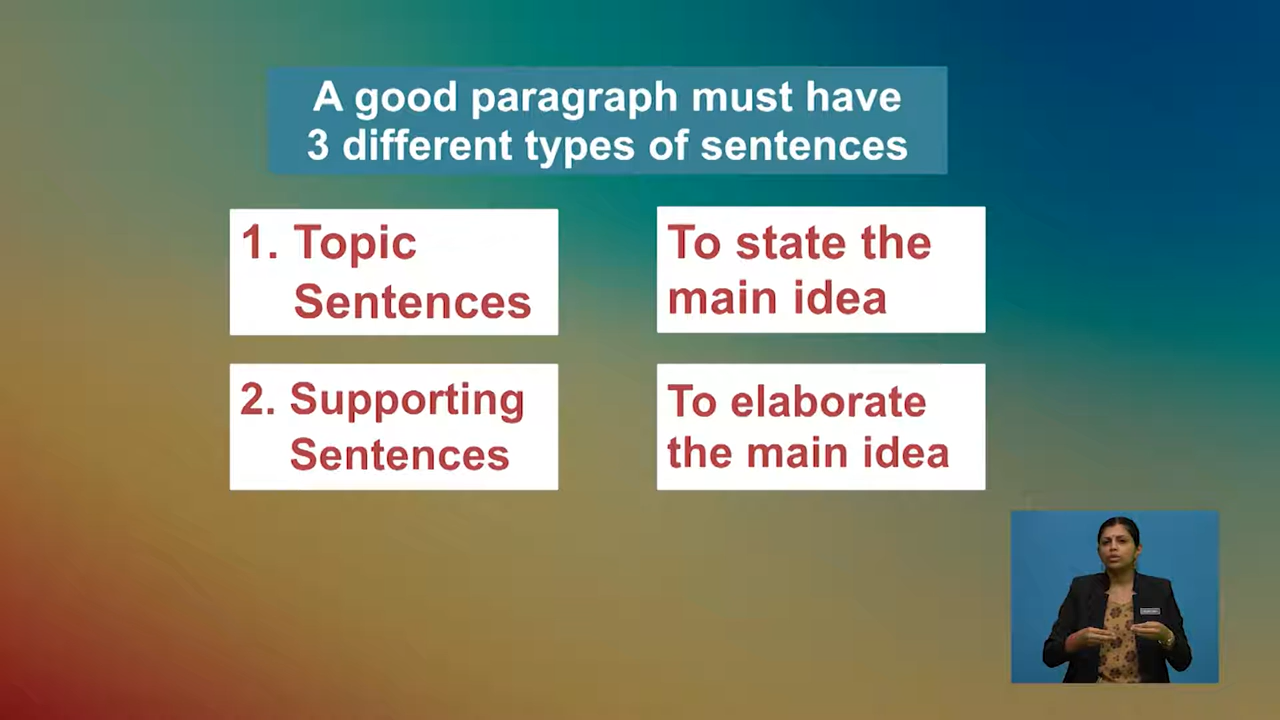 A good paragraph must have
3 different types of sentences
1. Topic
Sentences
To state the
main idea
2. Supporting
Sentences
To elaborate
the main idea